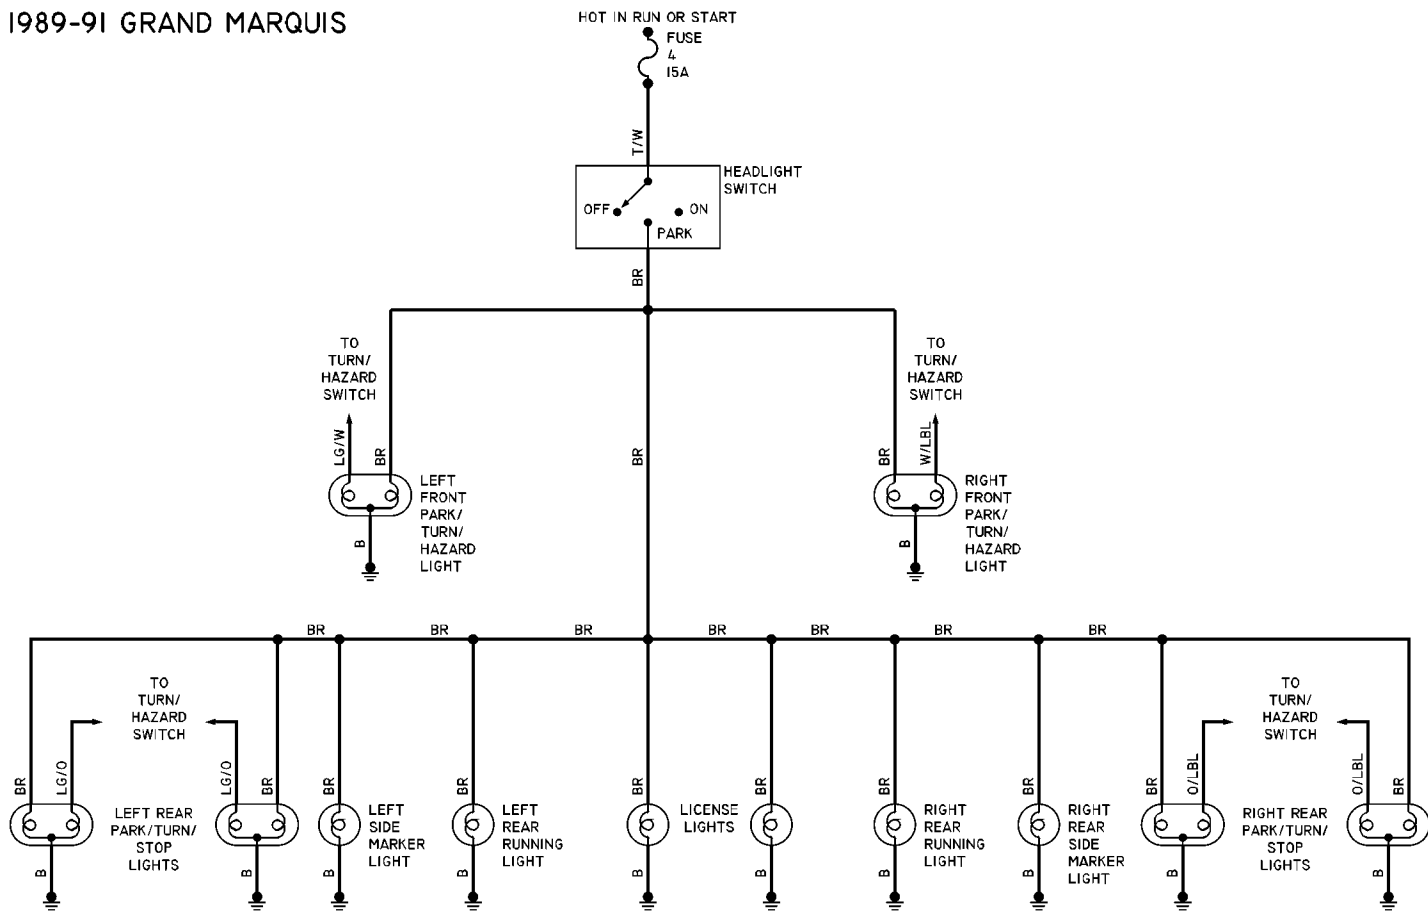 1989-91 GRAND MARQUIS
HOT IN RUN OR START
FUSE
4
15A
T/W
HEADLIGHT
SWITCH
OFF
ON
PARK
BR
TO
TURN/
HAZARD
SWITCH
LG/W
BR
LEFT
FRONT
PARK/
TURN/
HAZARD
LIGHT
B
BR
TO
TURN/
HAZARD
SWITCH
BR
W/LBL
RIGHT
FRONT
PARK/
TURN/
HAZARD
LIGHT
B
BR
BR
BR
BR
BR
BR
BR
TO
TURN/
HAZARD
SWITCH
BR
LG/O
LG/O
BR
LEFT REAR
PARK/TURN/
STOP
LIGHTS
B
B
BR
LEFT
SIDE
MARKER
LIGHT
B
BR
LEFT
REAR
RUNNING
LIGHT
B
BR
LICENSE
LIGHTS
BR
B
B
BR
RIGHT
REAR
RUNNING
LIGHT
B
BR
RIGHT
REAR
SIDE
MARKER
LIGHT
B
TO
TURN/
HAZARD
SWITCH
BR
O/LBL
O/LBL
BR
RIGHT REAR
PARK/TURN/
STOP
LIGHTS
B
B